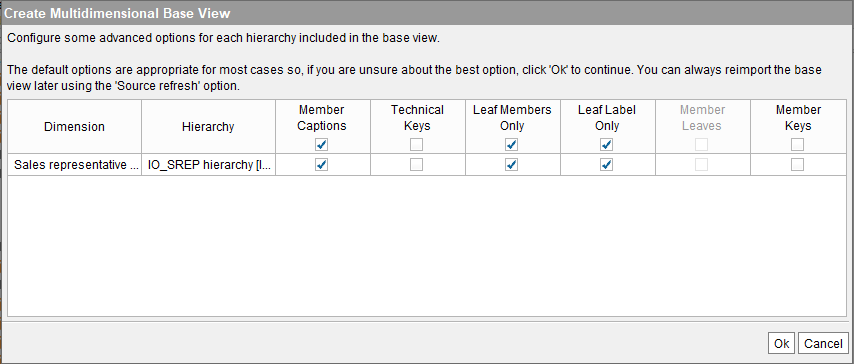 Create Multidimensional Base View
Configure some advanced options for each hierarchy included in the base view.
The default options are appropriate for most cases so, if you are unsure about the best option, click 'Ok' to continue. You can always reimport the base
view later using the 'Source refresh' option.
Dimension Hierarchy Member Captions Technical Keys Leaf Members Only Leaf Label Only Member Leaves Member Keys
Sales representative ... IO_SREP hierarchy [I...
Ok Cancel